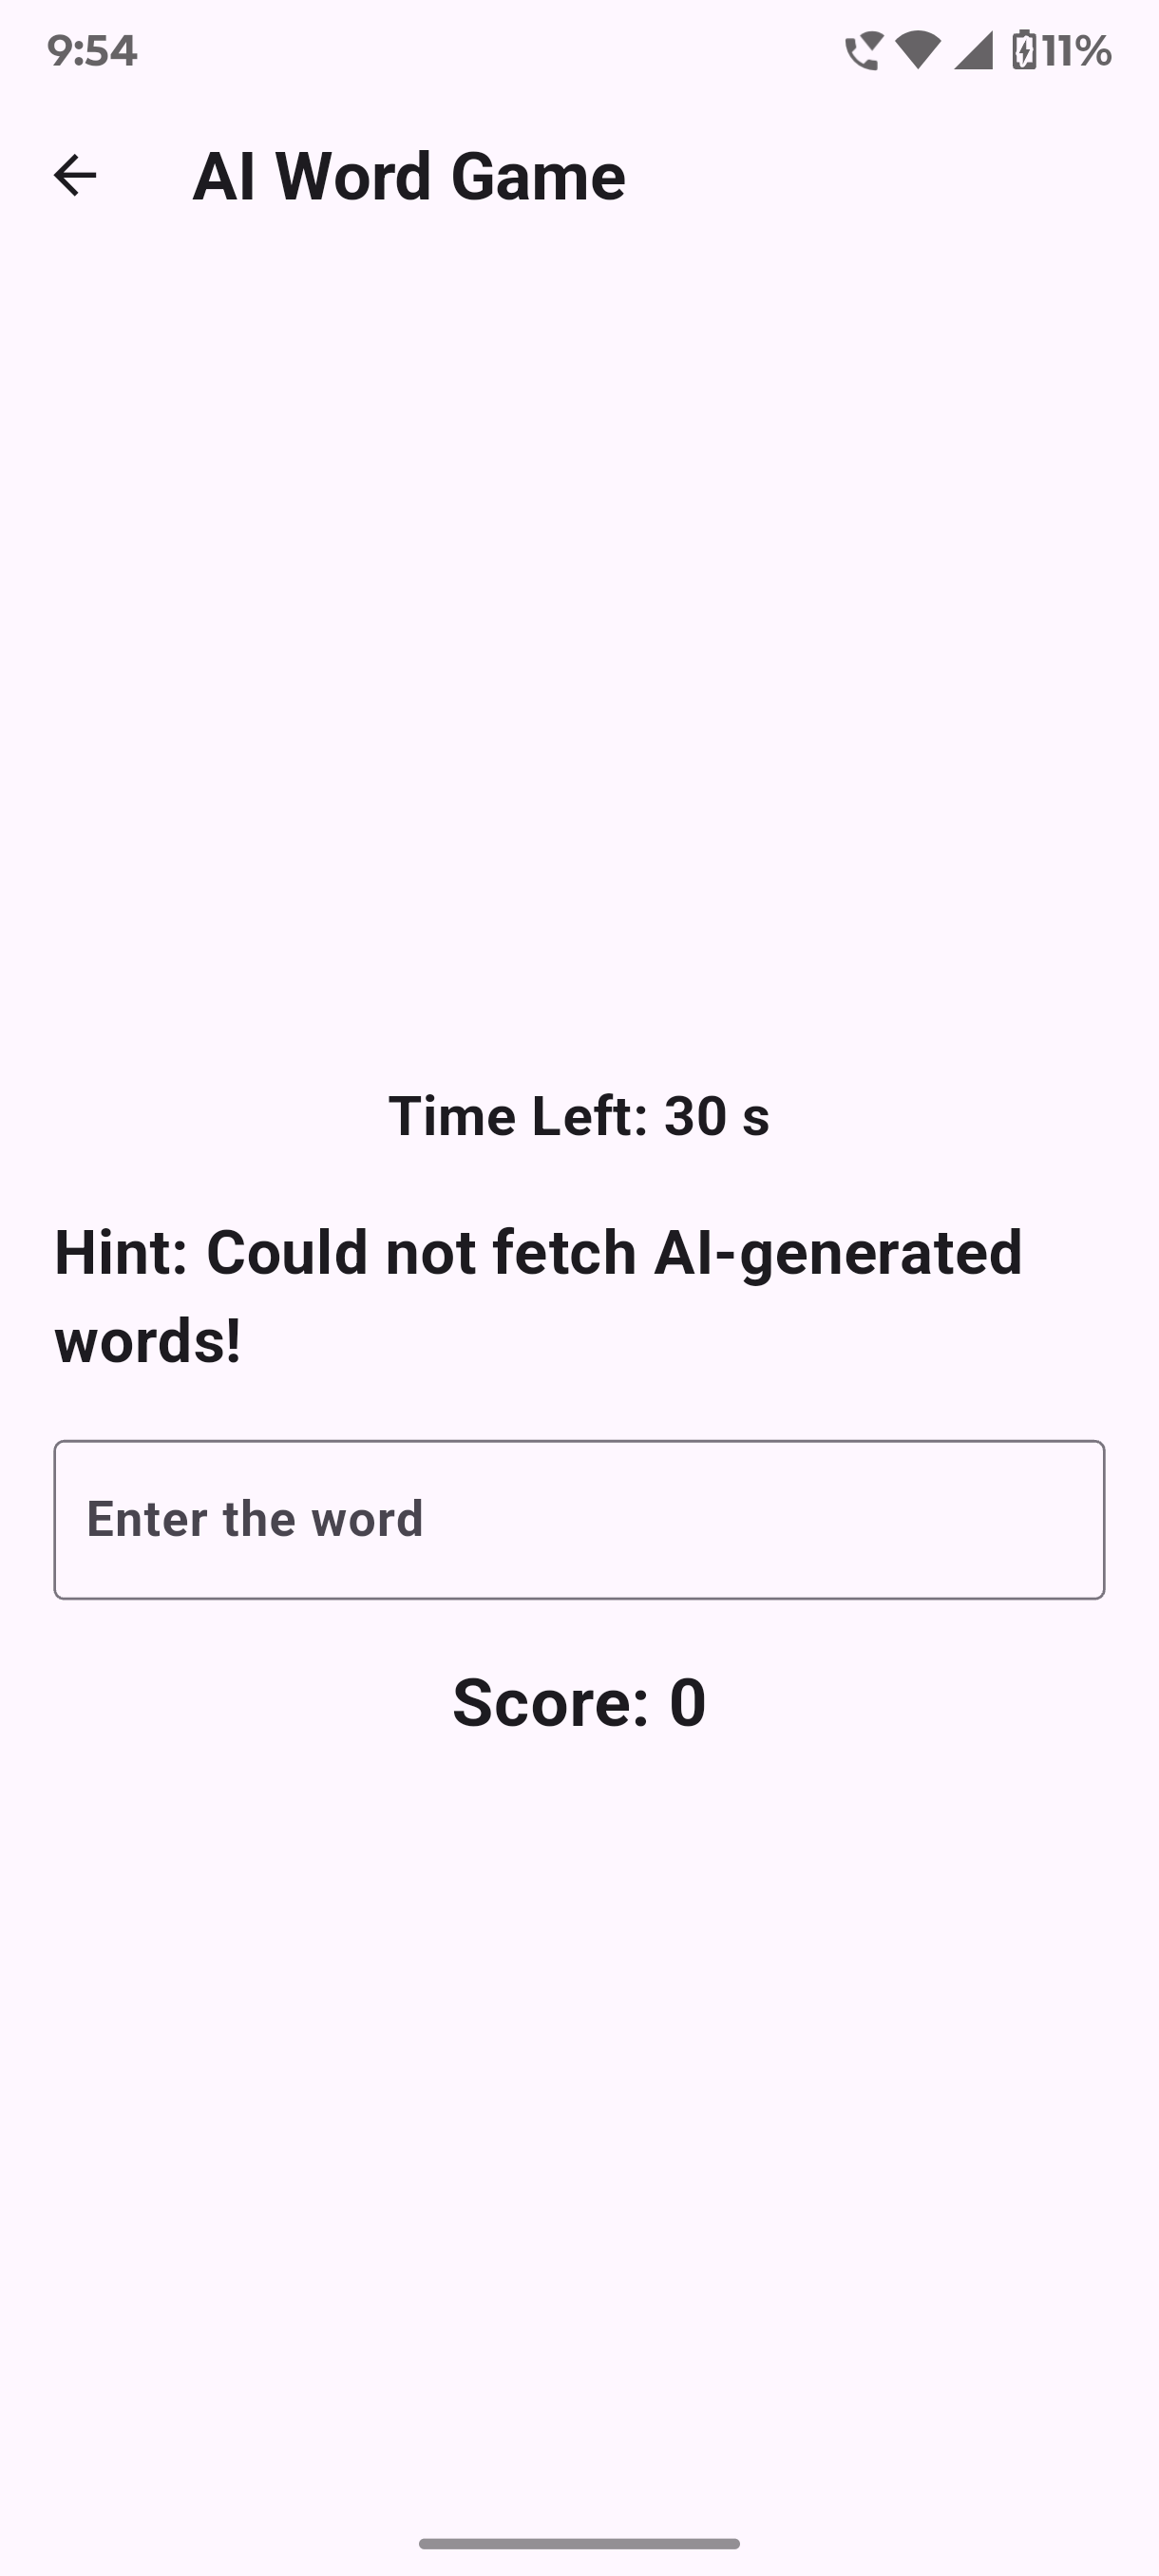 9:54
11%
AI Word Game
Time Left: 30 s
Hint: Could not fetch AI-generated
words!
Enter the word
Score: 0